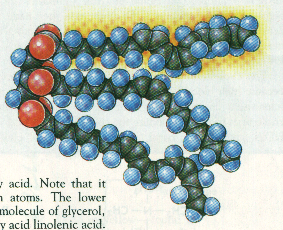 y acid. Note that it
n atoms. The lower
molecule of glycerol,
y acid linolenic acid.